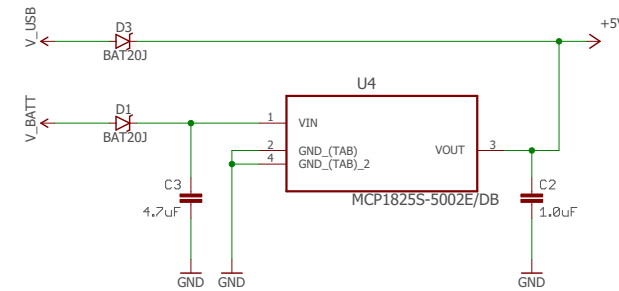 V_USB
D3
BAT20J
+5V
V_BATT
D1
BAT20J
U4
1
VIN
2
GND_(TAB)
4
GND_(TAB)_2
VOUT
3
MCP1825S-5002E/DB
C3
4.7uF
C2
1.0uF
GND
GND
GND